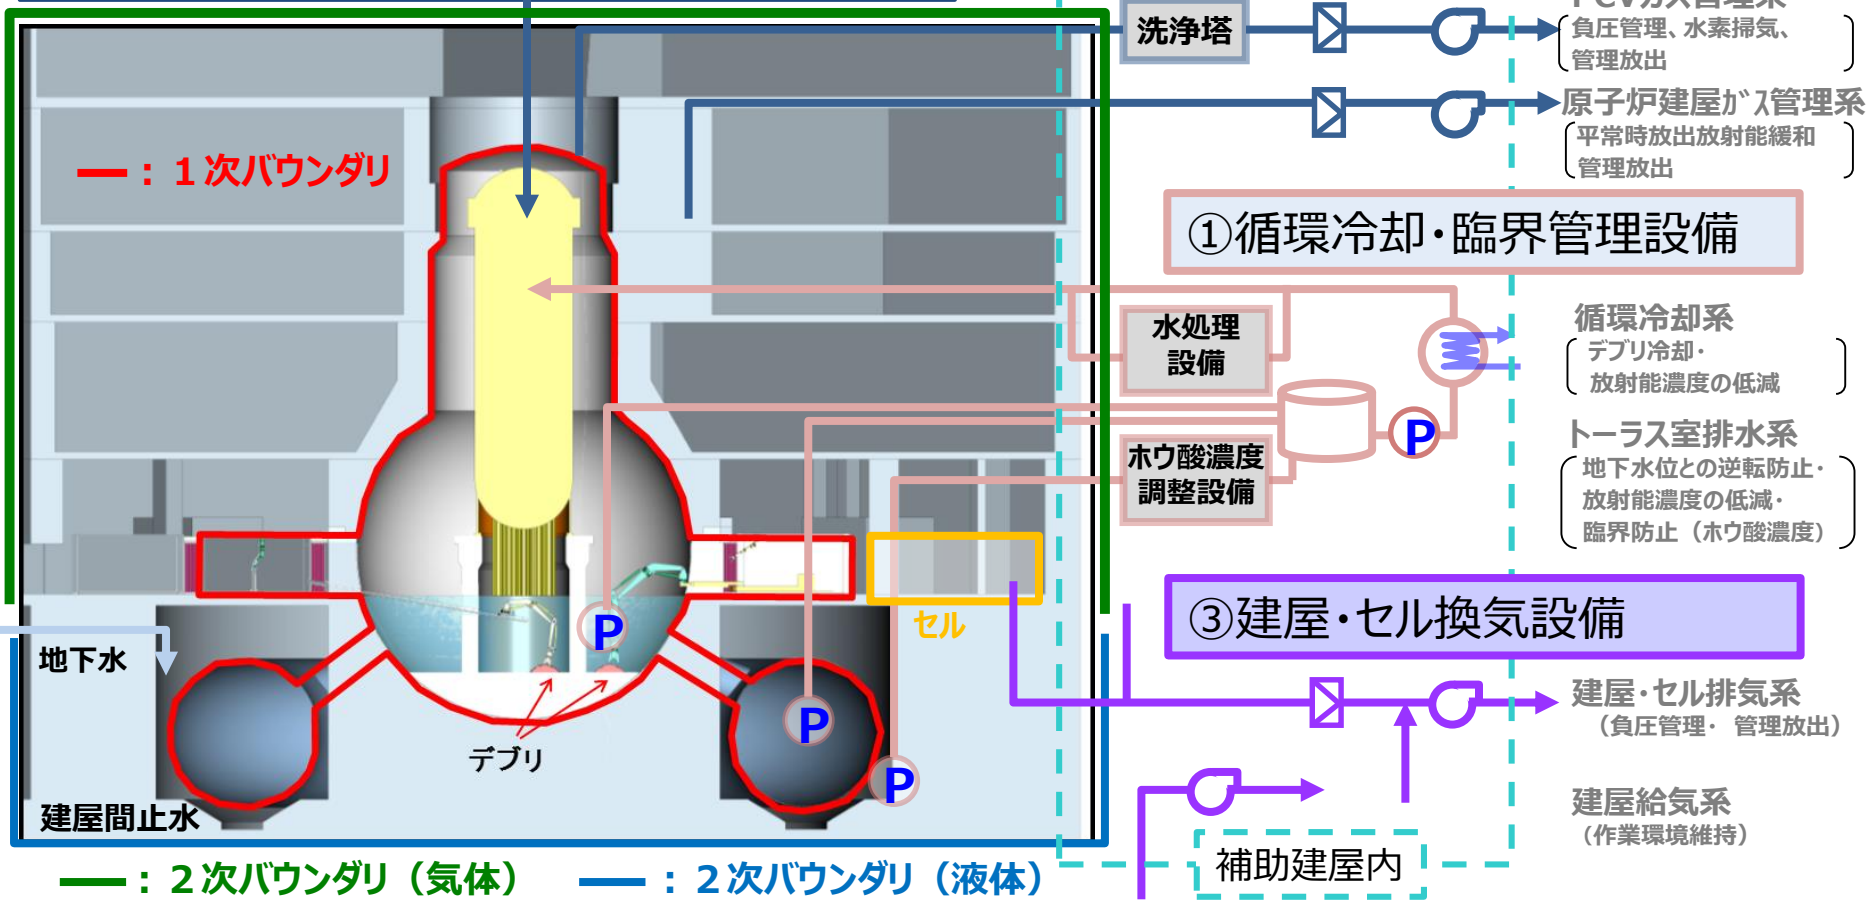 PCVガス管理系
負圧管理、水素掃気、
管理放出
洗浄塔
原子炉建屋ｶﾞｽ管理系
平常時放出放射能緩和
管理放出
：１次バウンダリ
①循環冷却・臨界管理設備
水処理
設備
循環冷却系
デブリ冷却・
放射能濃度の低減
P
ホウ酸濃度
調整設備
トーラス室排水系
地下水位との逆転防止・
放射能濃度の低減・
臨界防止（ホウ酸濃度）
P
セル
③建屋・セル換気設備
地下水
P
デブリ
P
建屋・セル排気系
（負圧管理・ 管理放出）
建屋間止水
建屋給気系
（作業環境維持）
補助建屋内
：２次バウンダリ（気体）
：２次バウンダリ（液体）